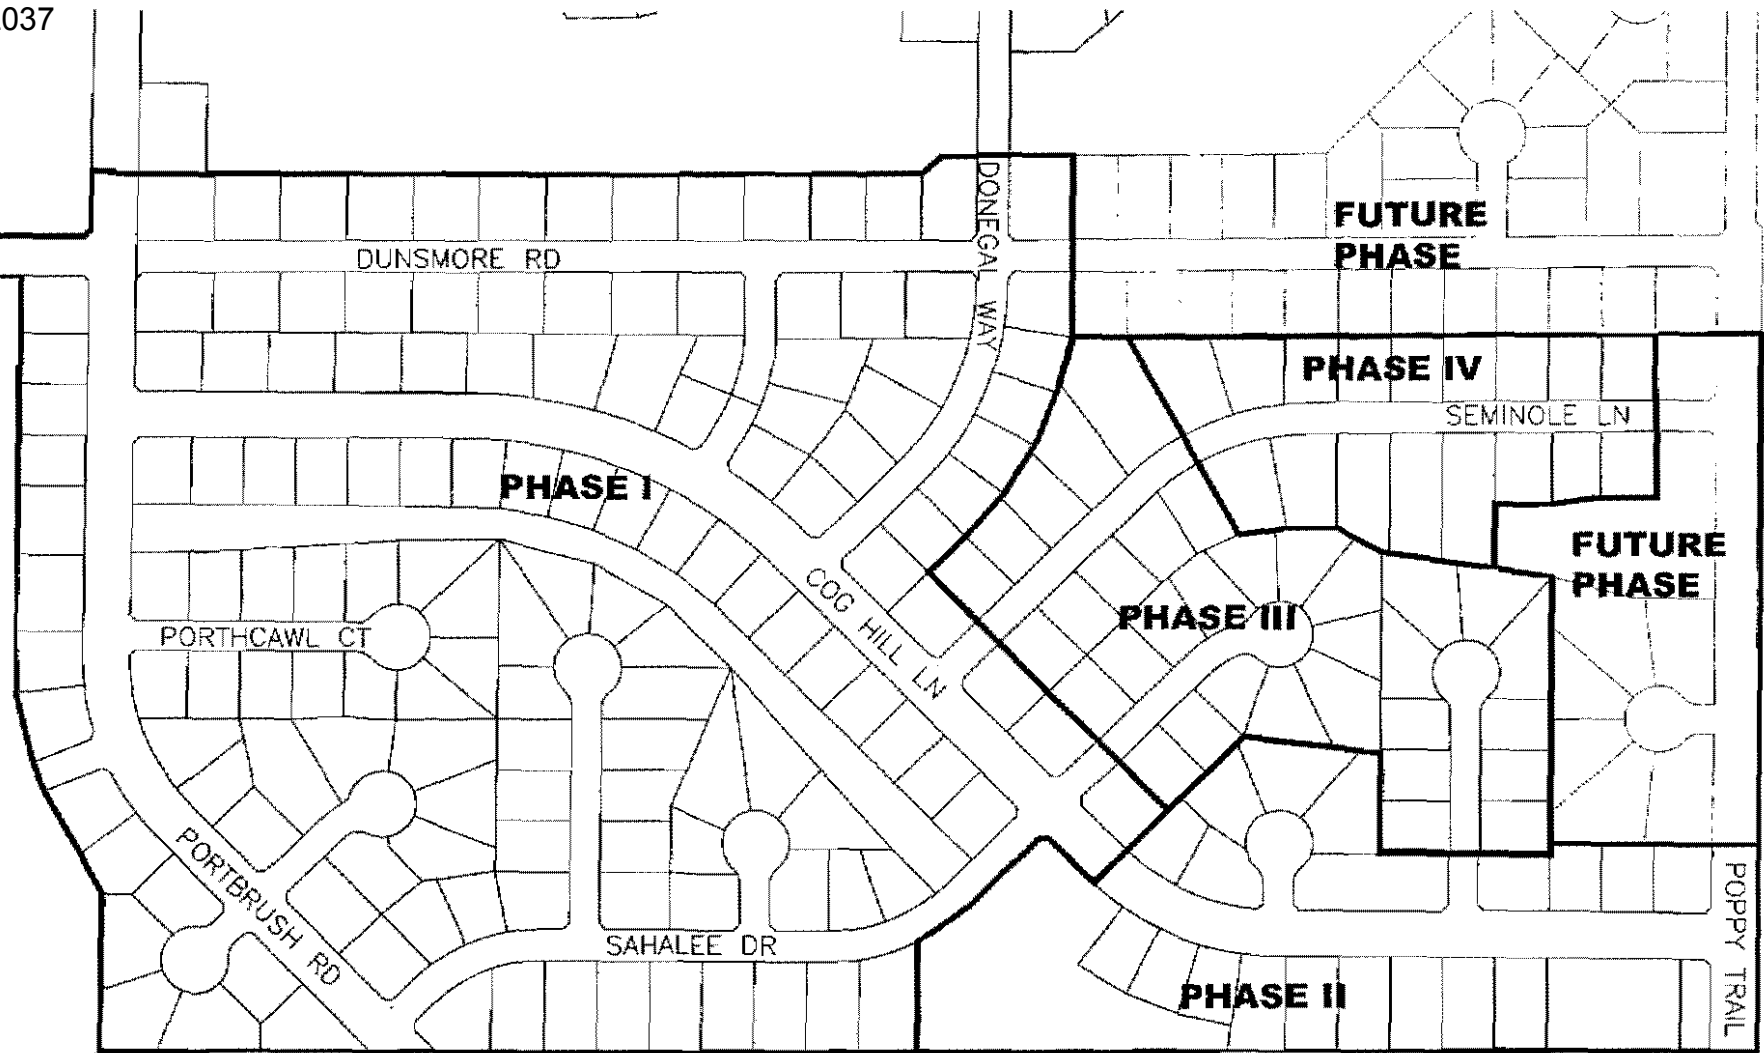 037
DONEGAL WAY
FUTURE
PHASE
DUNSMORE RD
PHASE IV
SEMINOLE LN
PHASE I
FUTURE
PHASE
COG HILL LN
PHASE III
PORTHCAWL CT
PORTBRUSH RD
SAHALEE DR
POPPY TRAIL
PHASE II